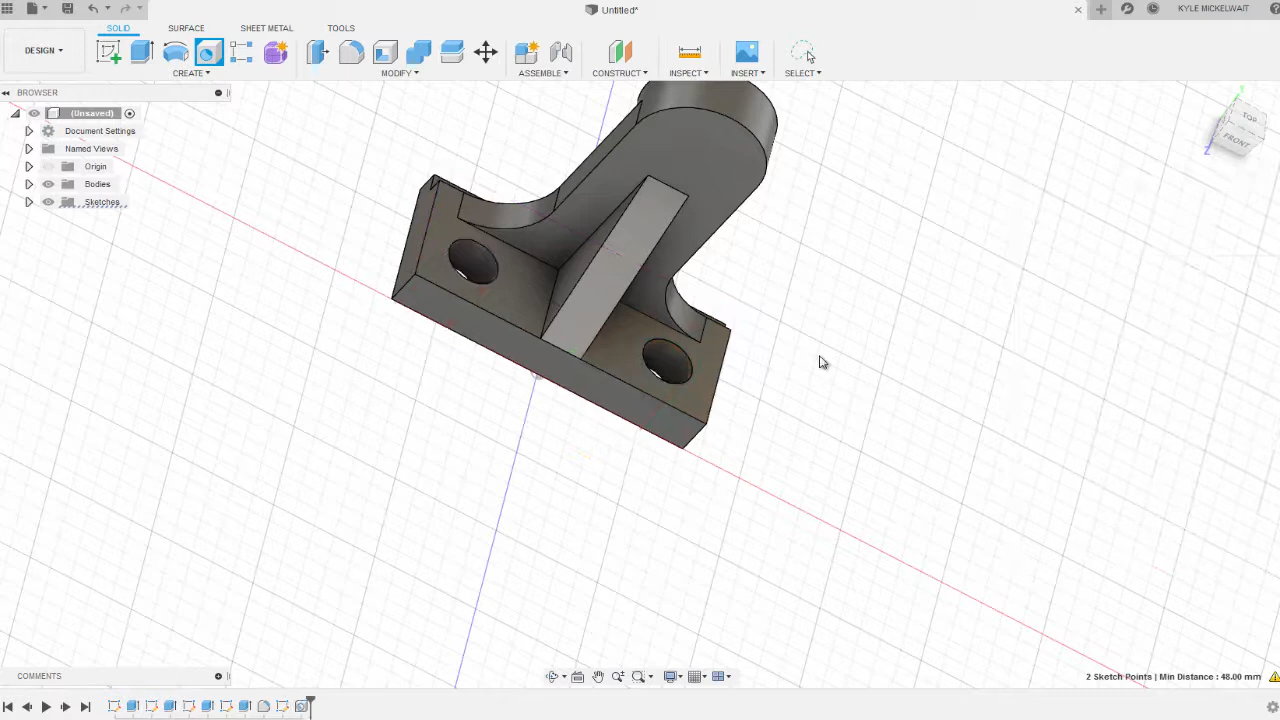 Untitled*
KYLE MICKELWAIT
SOLID SURFACE SHEET METAL TOOLS
DESIGN
CREATE MODIFY ASSEMBLE CONSTRUCT INSPECT INSERT SELECT
BROWSER
(Unsaved)
Document Settings
Named Views
Origin
Bodies
Sketches
TOP
FRONT
Z
Y
COMMENTS
2 Sketch Points | Min Distance : 48.00 mm